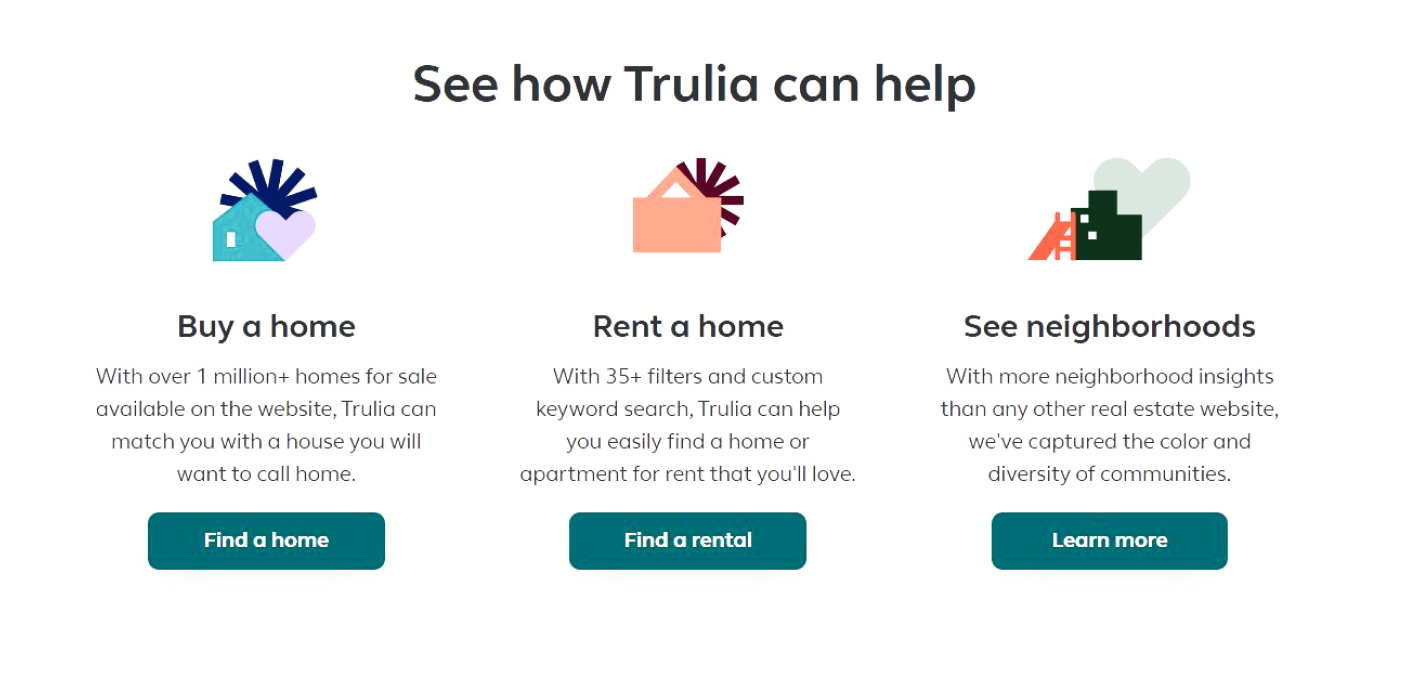 See how Trulia can help
Buy a home
With over 1 million+ homes for sale
available on the website, Trulia can
match you with a house you will
want to call home.
Find a home
Rent a home
With 35+ filters and custom
keyword search, Trulia can help
you easily find a home or
apartment for rent that you'll love.
Find a rental
See neighborhoods
With more neighborhood insights
than any other real estate website,
we've captured the color and
diversity of communities.
Learn more